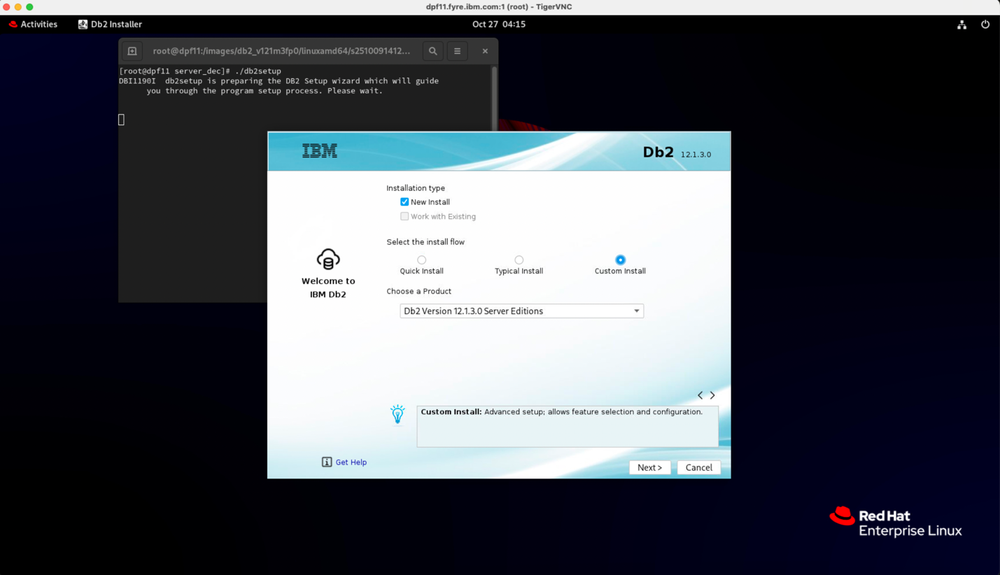 dpf11.fyre.ibm.com:1 (root) - TigerVNC
Activities
Db2 Installer
Oct 27 04:15
root@dpf11:/images/db2_v121m3fp0/linuxamd64/s2510091412...
[root@dpf11 server_dec]# ./db2setup
DBI1190I  db2setup is preparing the DB2 Setup wizard which will guide
      you through the program setup process. Please wait.
IBM
Db2 12.1.3.0
Installation type
New Install
Work with Existing
Select the install flow
Quick Install
Typical Install
Custom Install
Welcome to
IBM Db2
Choose a Product
Db2 Version 12.1.3.0 Server Editions
Custom Install: Advanced setup; allows feature selection and configuration.
Get Help
Next >
Cancel
Red Hat
Enterprise Linux